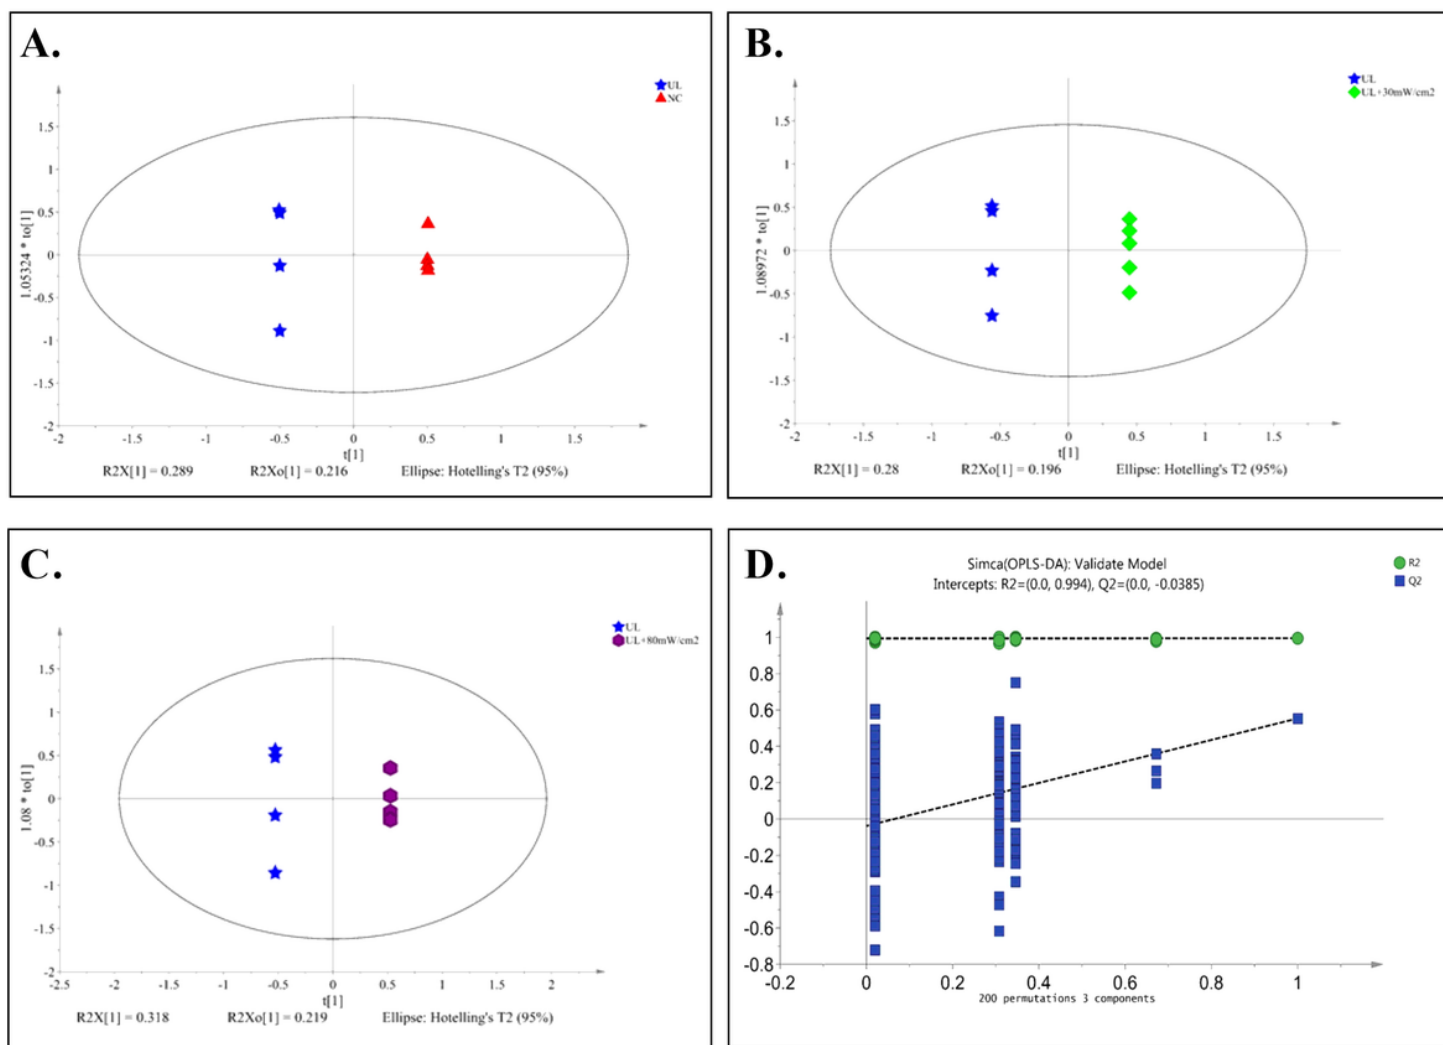 A.
UL
NC
1.5
1
0.5
0
-0.5
-1
-1.5
-2
1.05324 * to[1]
-2 -1.5 -1 -0.5 0 0.5 1 1.5
t[1]
R2X[1] = 0.289 R2Xo[1] = 0.216 Ellipse: Hotelling's T2 (95%)
B.
UL
UL+30mW/cm2
1.5
1
0.5
0
-0.5
-1
-1.5
-2
1.08972 * to[1]
-2 -1.5 -1 -0.5 0 0.5 1 1.5
t[1]
R2X[1] = 0.28 R2Xo[1] = 0.196 Ellipse: Hotelling's T2 (95%)
C.
UL
UL+80mW/cm2
1.5
1
0.5
0
-0.5
-1
-1.5
-2
1.08 * to[1]
-2.5 -2 -1.5 -1 -0.5 0 0.5 1 1.5 2
t[1]
R2X[1] = 0.318 R2Xo[1] = 0.219 Ellipse: Hotelling's T2 (95%)
D.
Simca(OPLS-DA): Validate Model
Intercepts: R2=(0.0, 0.994), Q2=(0.0, -0.0385)
R2
Q2
1
0.8
0.6
0.4
0.2
0
-0.2
-0.4
-0.6
-0.8
-0.2 0 0.2 0.4 0.6 0.8 1
200 permutations 3 components